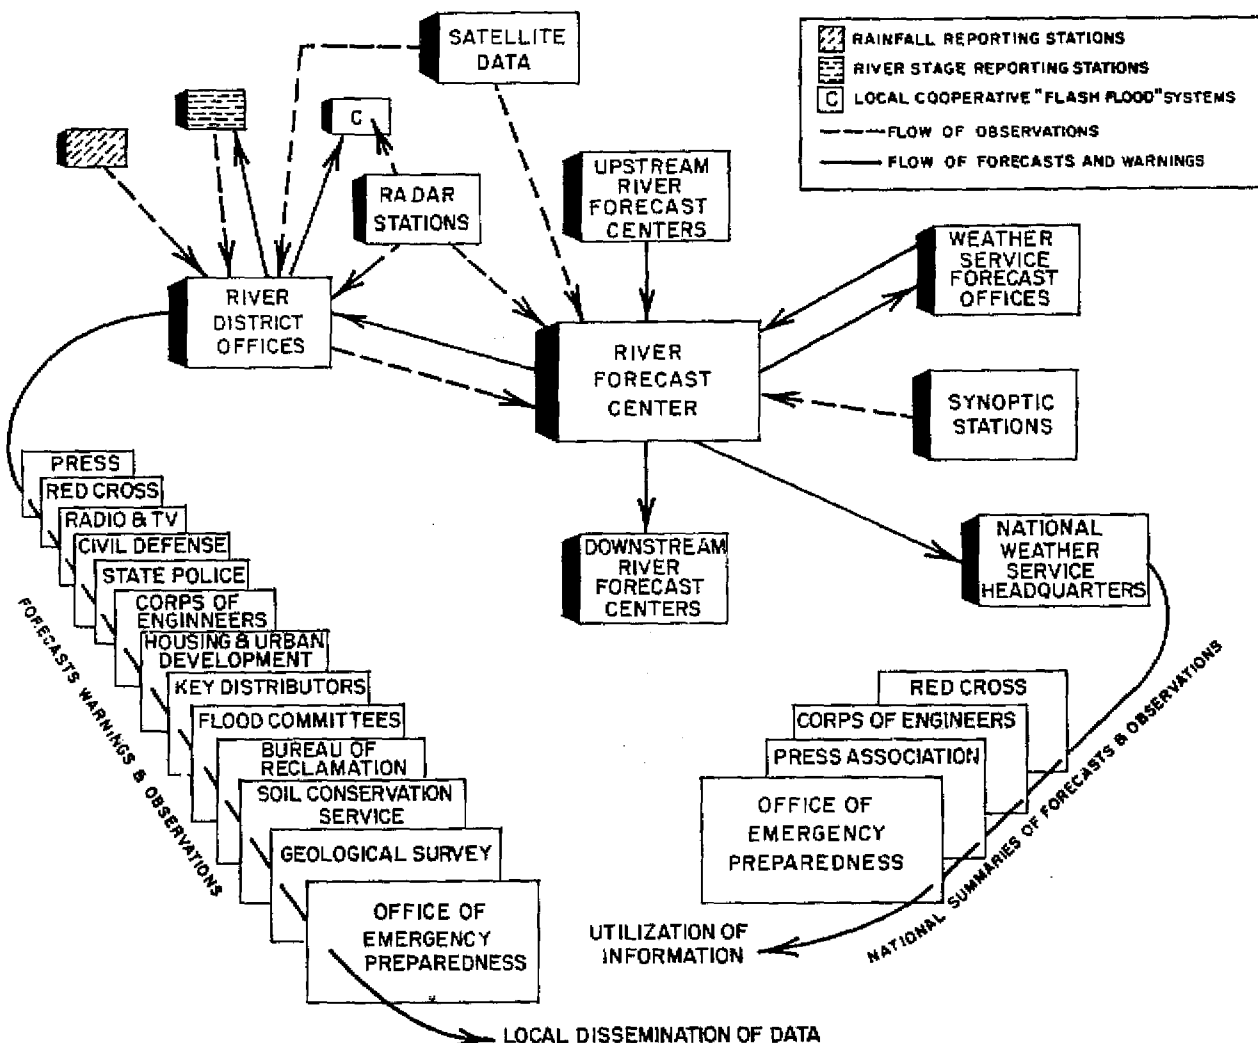 SATELLITE
DATA
RAINFALL REPORTING STATIONS
RIVER STAGE REPORTING STATIONS
C LOCAL COOPERATIVE "FLASH FLOOD" SYSTEMS
FLOW OF OBSERVATIONS
FLOW OF FORECASTS AND WARNINGS
C
RADAR
STATIONS
UPSTREAM
RIVER
FORECAST
CENTERS
WEATHER
SERVICE
FORECAST
OFFICES
RIVER
DISTRICT
OFFICES
RIVER
FORECAST
CENTER
SYNOPTIC
STATIONS
DOWNSTREAM
RIVER
FORECAST
CENTERS
NATIONAL
WEATHER
SERVICE
HEADQUARTERS
PRESS
RED CROSS
RADIO & TV
CIVIL DEFENSE
STATE POLICE
CORPS OF
ENGINNEERS
HOUSING & URBAN
DEVELOPMENT
KEY DISTRIBUTORS
FLOOD COMMITTEES
BUREAU OF
RECLAMATION
SOIL CONSERVATION
SERVICE
GEOLOGICAL SURVEY
OFFICE OF
EMERGENCY
PREPAREDNESS
FORECASTS WARNINGS & OBSERVATIONS
LOCAL DISSEMINATION OF DATA
RED CROSS
CORPS OF ENGINEERS
PRESS ASSOCIATION
OFFICE OF
EMERGENCY
PREPAREDNESS
NATIONAL SUMMARIES OF FORECASTS & OBSERVATIONS
UTILIZATION OF
INFORMATION